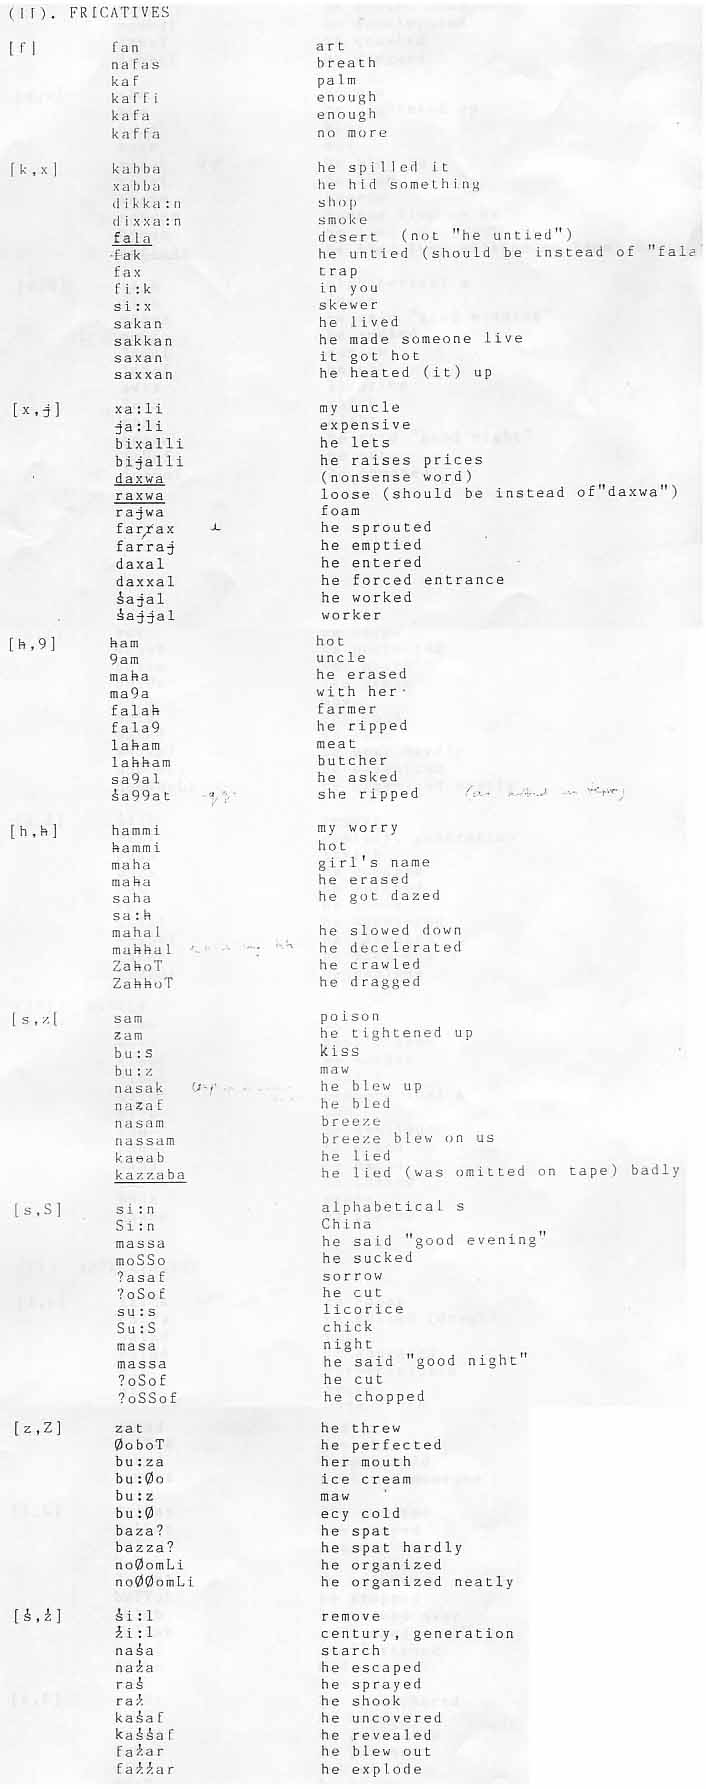 (II). FRICATIVES
[f] fan art
nafas breath
kaf palm
kaffi enough
kafa enough
kaffa no more
[k,x] kabba he spilled it
xabba he hid something
dikka:n shop
dixxa:n smoke
fala desert (not "he untied")
fak he untied (should be instead of "fala"
fax trap
fi:k in you
si:x skewer
sakan he lived
sakkan he made someone live
saxan it got hot
saxxan he heated (it) up
[x,ɟ] xa:li my uncle
ɟa:li expensive
bixalli he lets
biɟalli he raises prices
daxwa (nonsense word)
raxwa loose (should be instead of"daxwa")
raɟwa foam
farrax he sprouted
farraɟ he emptied
daxal he entered
daxxal he forced entrance
ṡaɟal he worked
ṡaɟɟal worker
[ħ,9] ħam hot
9am uncle
maħa he erased
ma9a with her
falaħ farmer
fala9 he ripped
laħam meat
laħħam butcher
sa9al he asked
ṡa99at she ripped
[h,ħ] hammi my worry
ħammi hot
maha girl's name
maħa he erased
saha he got dazed
sa:ħ
mahal he slowed down
mahhal he decelerated
ZaħoT he crawled
ZaħħoT he dragged
[s,z[ sam poison
zam he tightened up
bu:s kiss
bu:z maw
nasak he blew up
nazaf he bled
nasam breeze
nassam breeze blew on us
kaɵab he lied
kazzaba he lied (was omitted on tape) badly
[s,S] si:n alphabetical s
Si:n China
massa he said "good evening"
moSSo he sucked
?asaf sorrow
?oSof he cut
su:s licorice
Su:S chick
masa night
massa he said "good night"
?oSof he cut
?oSSof he chopped
[z,Z] zat he threw
ØoboT he perfected
bu:za her mouth
bu:Øo ice cream
bu:z maw
bu:Ø ecy cold
baza? he spat
bazza? he spat hardly
noØomLi he organized
noØØomLi he organized neatly
[ṡ,ż] ṡi:l remove
żi:l century, generation
naṡa starch
naża he escaped
raṡ he sprayed
raż he shook
kaṡaf he uncovered
kaṡṡaf he revealed
fażar he blew out
fażżar he explode